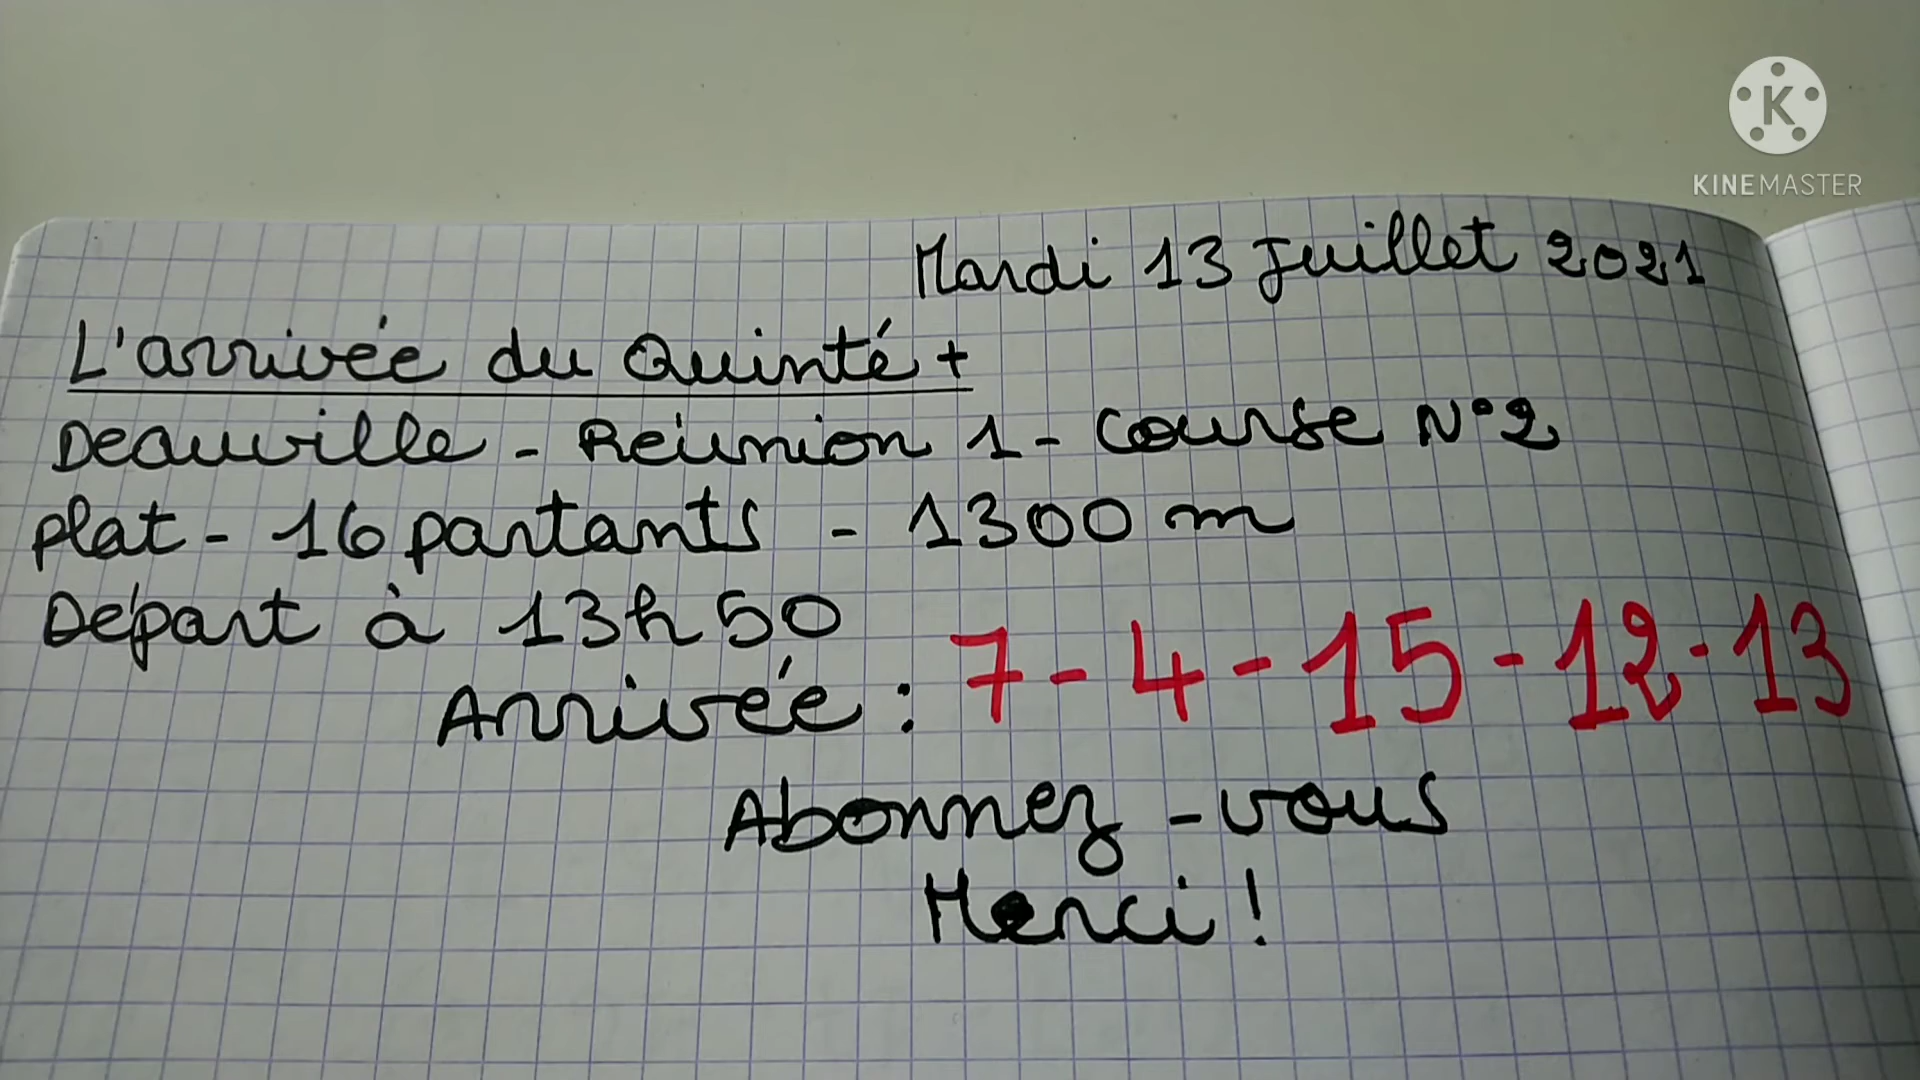 K
KINEMASTER
Mardi 13 Juillet 2021
L'arrivée du Quinté+
Deauville - Réunion 1 - Course N°2
plat - 16 partants - 1300 m
Départ à 13h50
Arrivée : 7 - 4 - 15 - 12 - 13
Abonnez-vous
Merci !